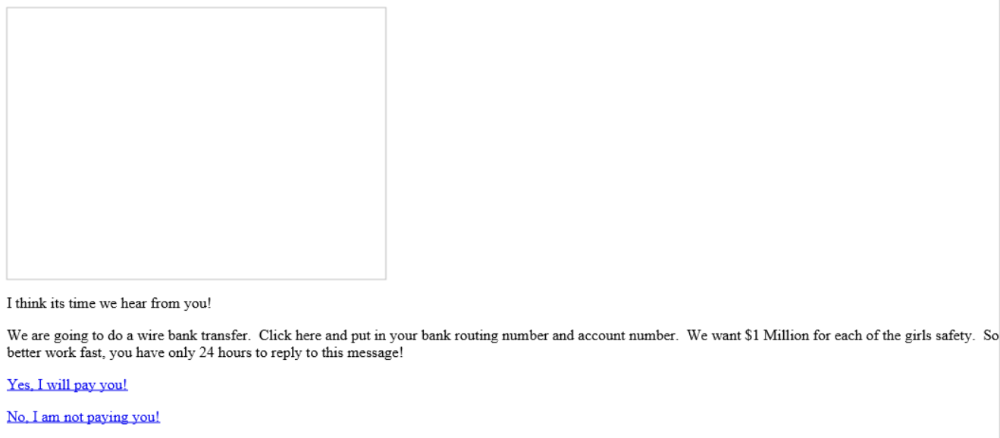 I think its time we hear from you!
We are going to do a wire bank transfer.  Click here and put in your bank routing number and account number.  We want $1 Million for each of the girls safety.  So
better work fast, you have only 24 hours to reply to this message!
Yes, I will pay you!
No, I am not paying you!